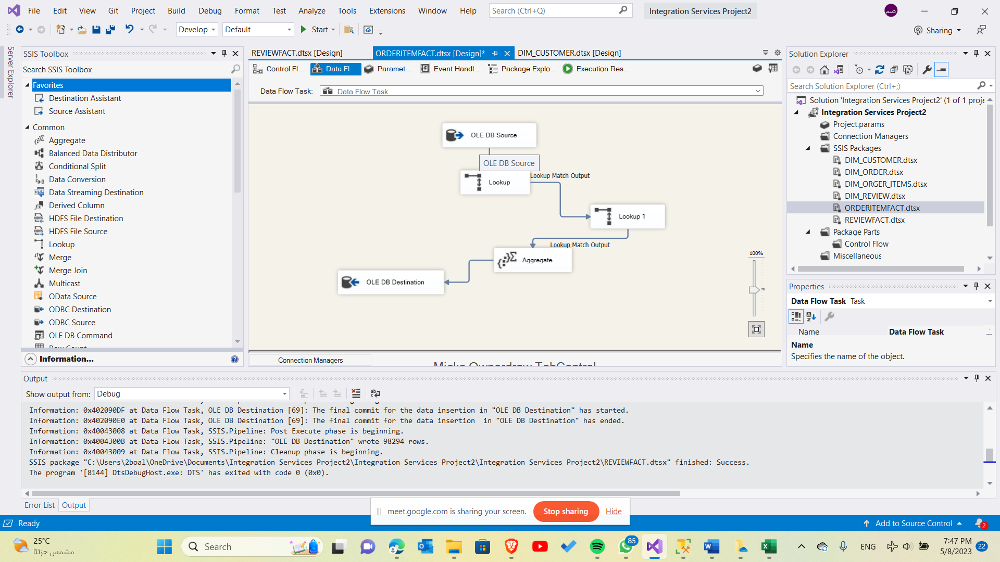 File Edit View Git Project Build Debug Format Test Analyze Tools Extensions Window Help Search (Ctrl+Q) Integration Services Project2 صم
Develop Default Start Sharing
Server Explorer
SSIS Toolbox
Search SSIS Toolbox
Favorites
Destination Assistant
Source Assistant
Common
Aggregate
Balanced Data Distributor
Conditional Split
Data Conversion
Data Streaming Destination
Derived Column
HDFS File Destination
HDFS File Source
Lookup
Merge
Merge Join
Multicast
OData Source
ODBC Destination
ODBC Source
OLE DB Command
Row Count
Information...
REVIEWFACT.dtsx [Design] ORDERITEMFACT.dtsx [Design]* DIM_CUSTOMER.dtsx [Design]
Control Fl... Data Fl... Paramet... Event Handl... Package Explo... Execution Res...
Data Flow Task: Data Flow Task
OLE DB Source
OLE DB Source
Lookup Match Output
Lookup
Lookup 1
Lookup Match Output
Aggregate
OLE DB Destination
100%
Connection Managers
Misks Ownerdraw TabControl
Solution Explorer
Search Solution Explorer (Ctrl+;)
Solution 'Integration Services Project2' (1 of 1 proje
Integration Services Project2
Project.params
Connection Managers
SSIS Packages
DIM_CUSTOMER.dtsx
DIM_ORDER.dtsx
DIM_ORGER_ITEMS.dtsx
DIM_REVIEW.dtsx
ORDERITEMFACT.dtsx
REVIEWFACT.dtsx
Package Parts
Control Flow
Miscellaneous
Properties
Data Flow Task Task
Name Data Flow Task
Name
Specifies the name of the object.
Output
Show output from: Debug
Information: 0x402090DF at Data Flow Task, OLE DB Destination [69]: The final commit for the data insertion in "OLE DB Destination" has started.
Information: 0x402090E0 at Data Flow Task, OLE DB Destination [69]: The final commit for the data insertion  in "OLE DB Destination" has ended.
Information: 0x40043008 at Data Flow Task, SSIS.Pipeline: Post Execute phase is beginning.
Information: 0x4004300B at Data Flow Task, SSIS.Pipeline: "OLE DB Destination" wrote 98294 rows.
Information: 0x40043009 at Data Flow Task, SSIS.Pipeline: Cleanup phase is beginning.
SSIS package "C:\Users\2boal\OneDrive\Documents\Integration Services Project2\Integration Services Project2\Integration Services Project2\REVIEWFACT.dtsx" finished: Success.
The program '[8144] DtsDebugHost.exe: DTS' has exited with code 0 (0x0).
Error List Output
meet.google.com is sharing your screen. Stop sharing Hide
Ready Add to Source Control 2
25°C
مشمس جزئيًا
Search 85 ENG
7:47 PM
5/8/2023 22